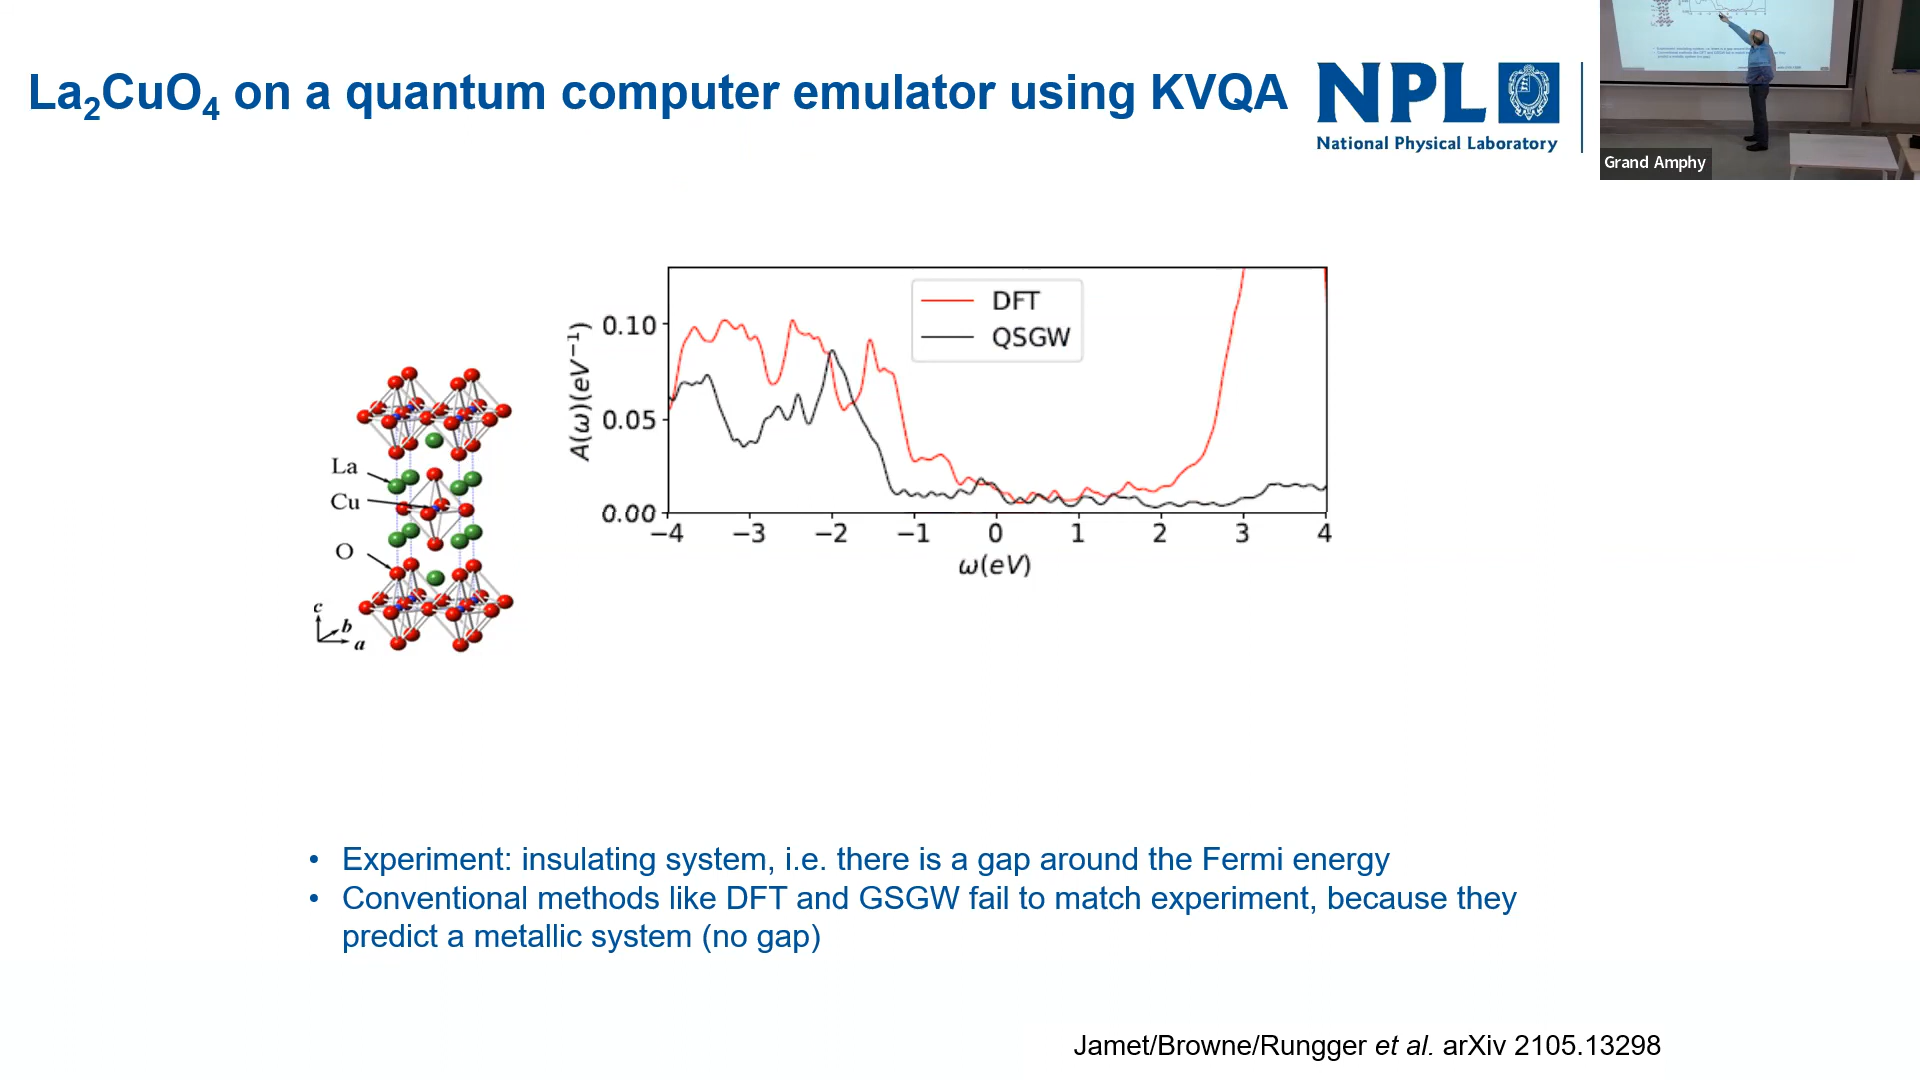 La2CuO4 on a quantum computer emulator using KVQA
NPL
National Physical Laboratory
Grand Amphy
DFT
QSGW
A(ω)(eV−1)
0.10
0.05
0.00
−4 −3 −2 −1 0 1 2 3 4
ω(eV)
La
Cu
O
c
b
a
• Experiment: insulating system, i.e. there is a gap around the Fermi energy
• Conventional methods like DFT and GSGW fail to match experiment, because they
predict a metallic system (no gap)
Jamet/Browne/Rungger et al. arXiv 2105.13298